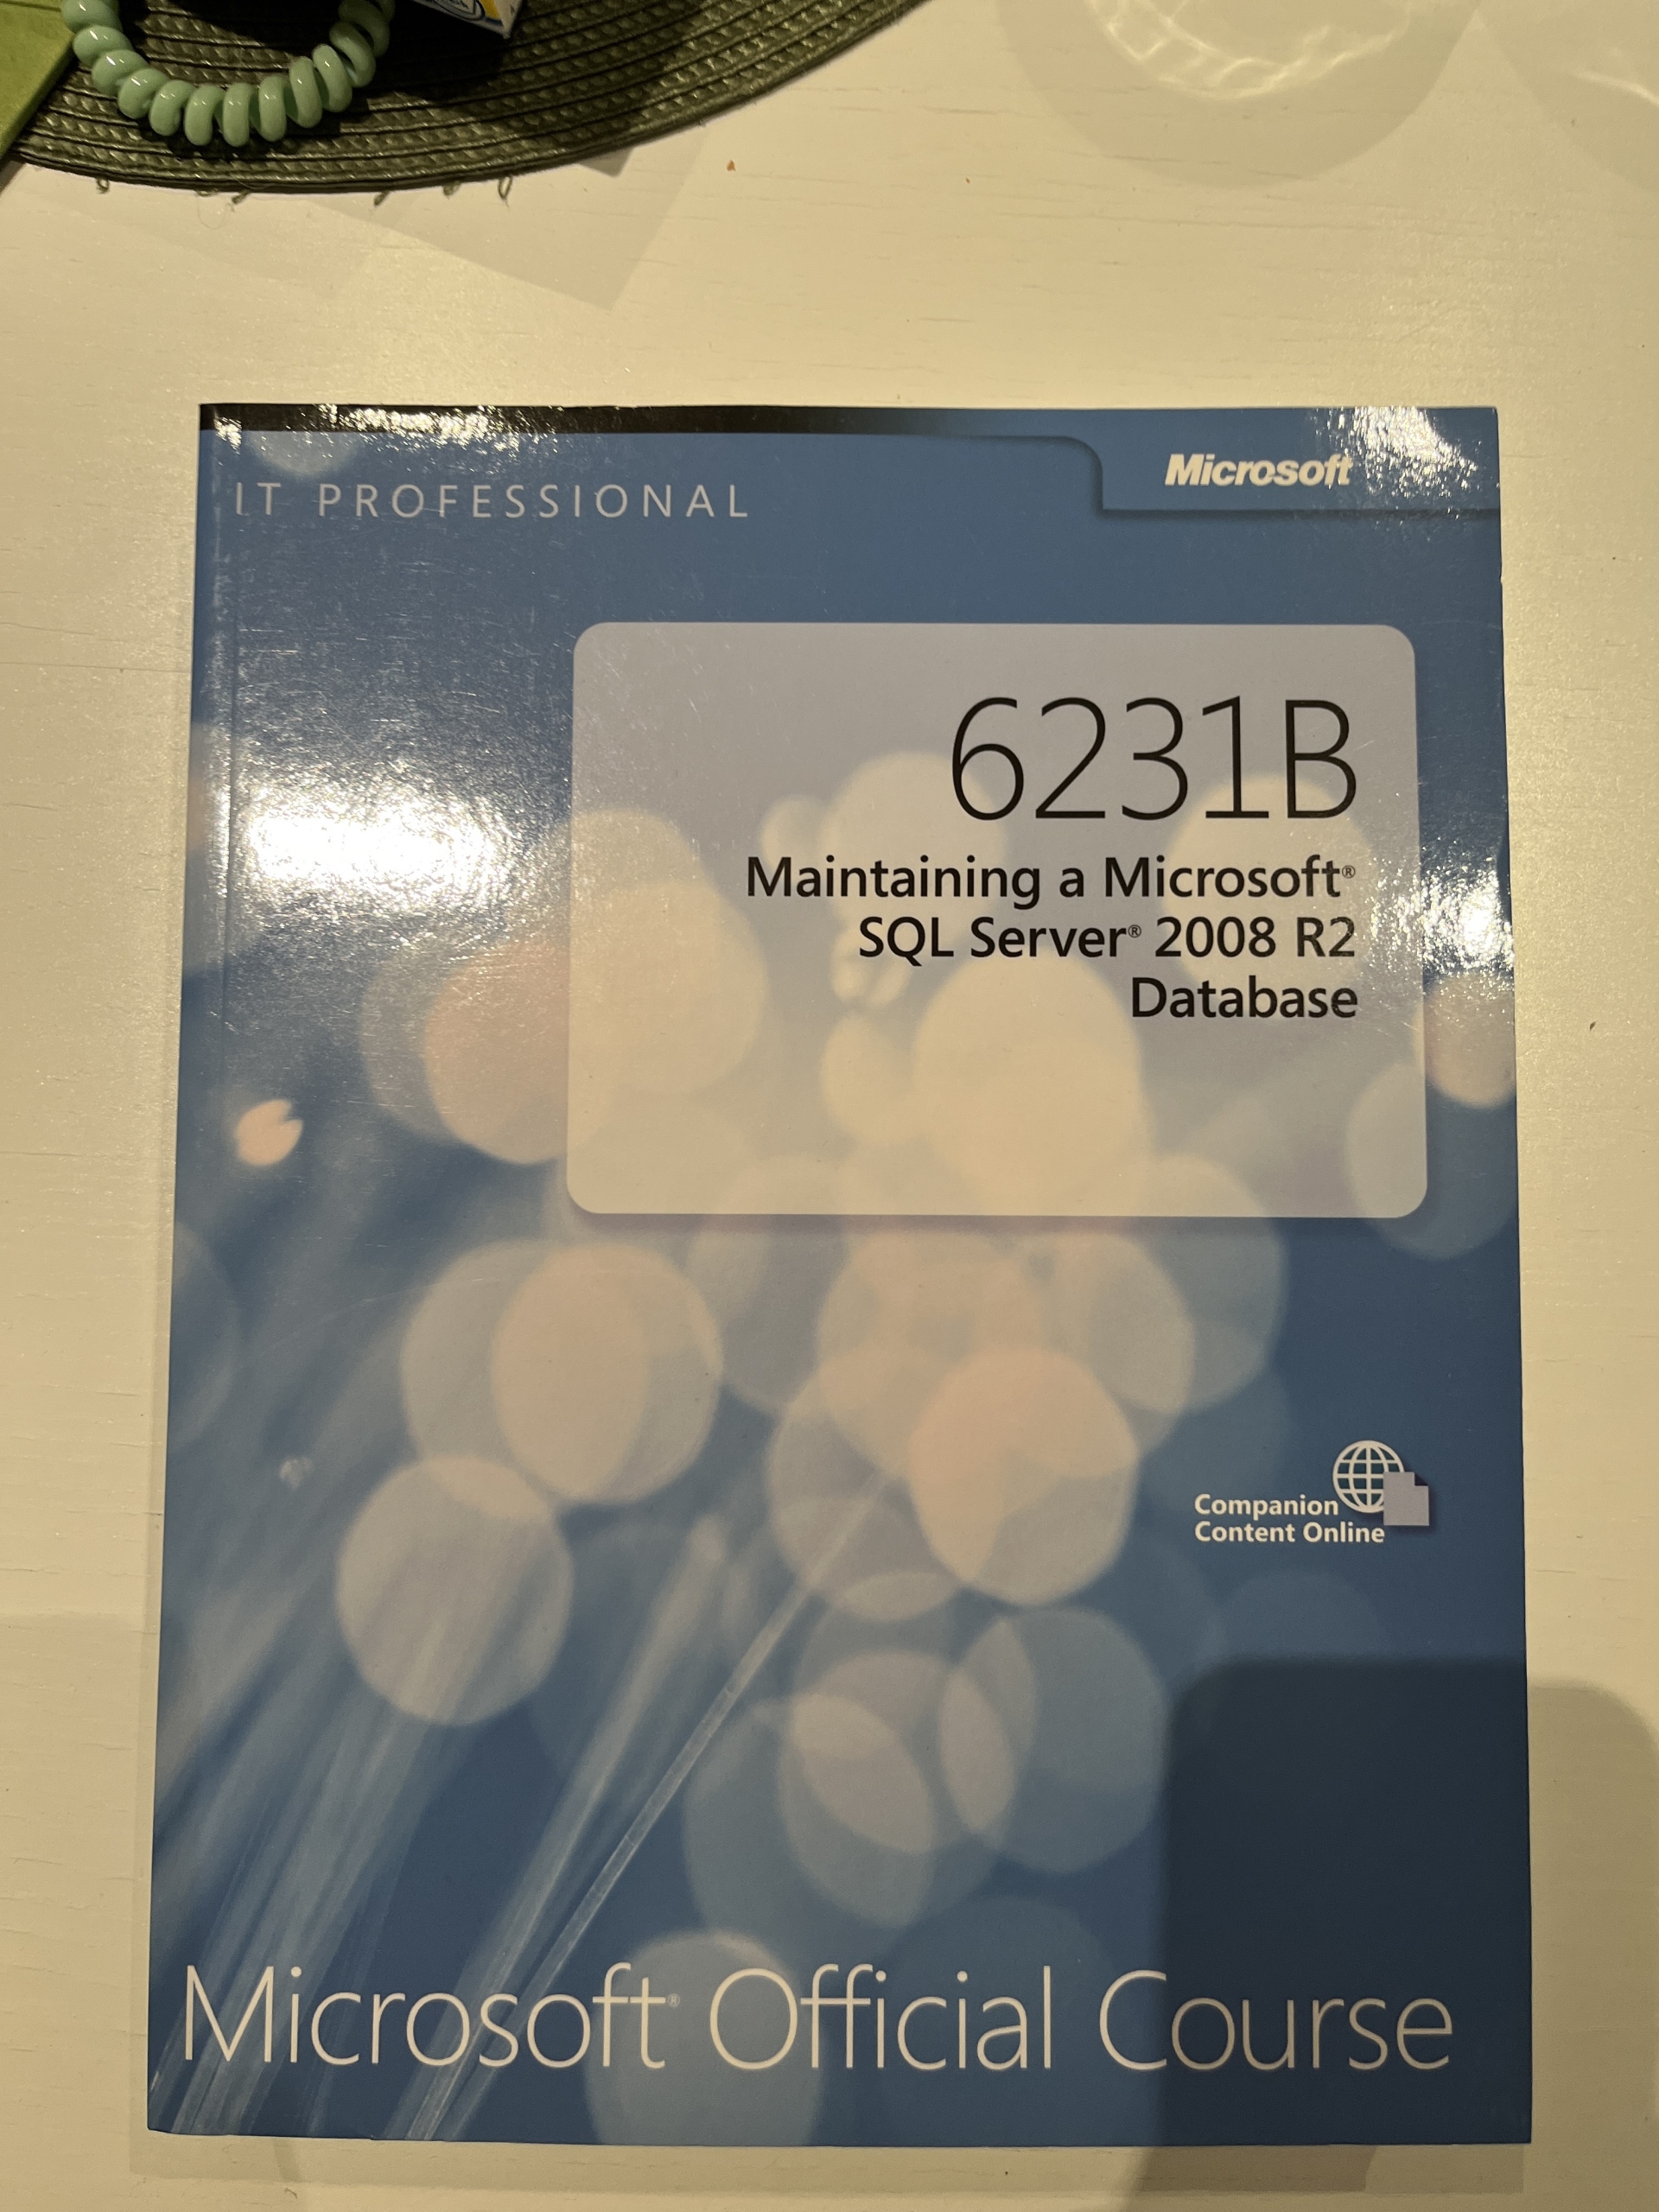 IT PROFESSIONAL
Microsoft
6231B
Maintaining a Microsoft®
SQL Server® 2008 R2
Database
Companion
Content Online
Microsoft® Official Course